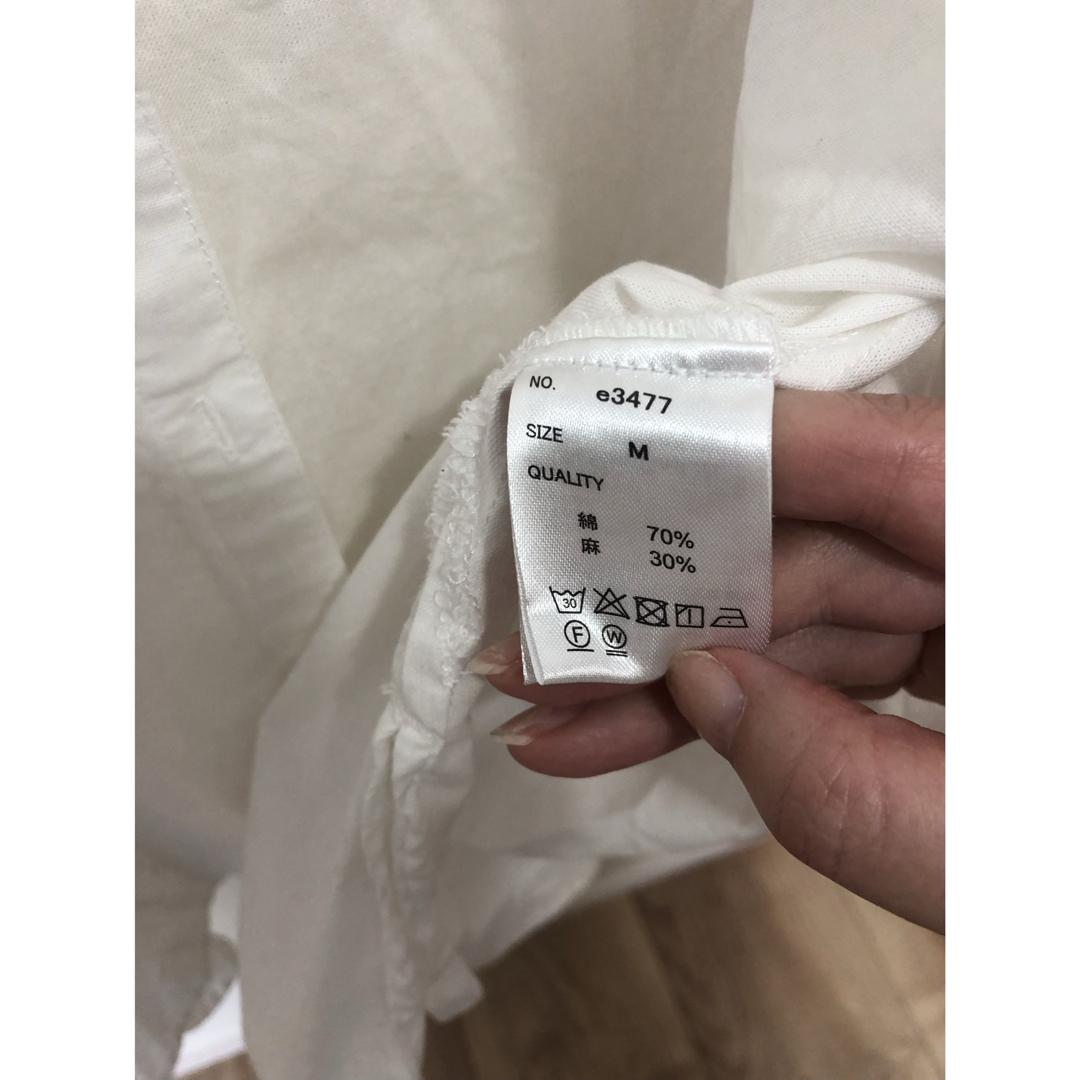 NO. e3477
SIZE M
QUALITY
綿 70%
麻 30%
30
F W